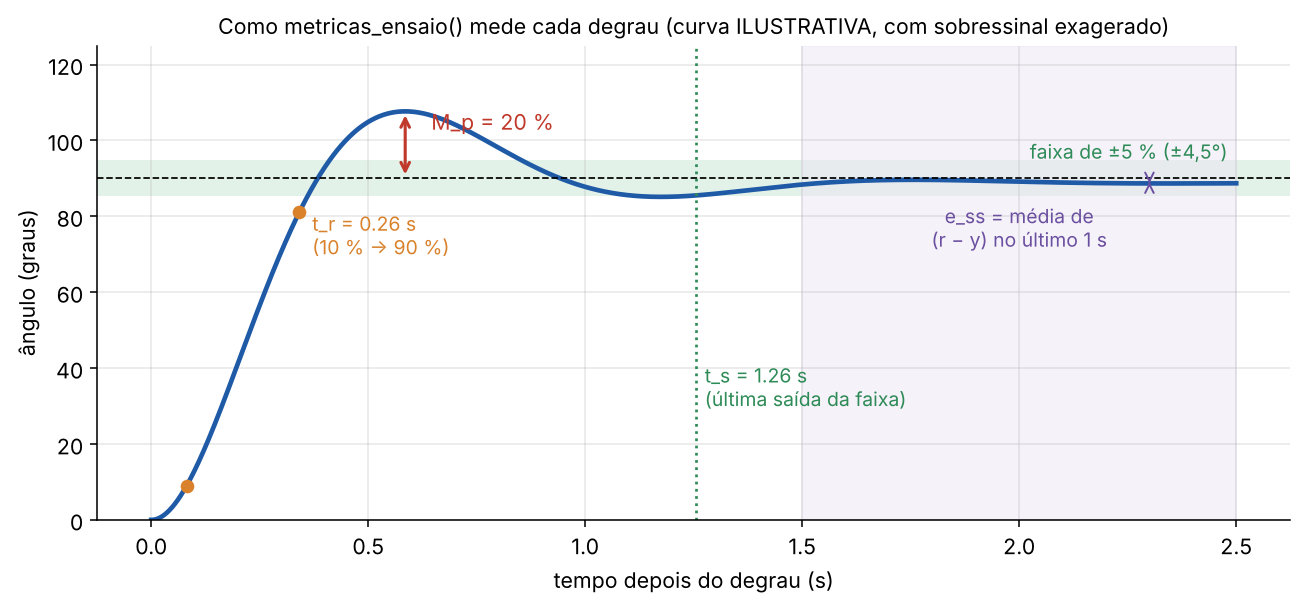 Como metricas_ensaio() mede cada degrau (curva ILUSTRATIVA, com sobressinal exagerado)
120
100
80
60
40
20
0
ângulo (graus)
M_p = 20 %
faixa de ±5 % (±4,5°)
t_r = 0.26 s
(10 % → 90 %)
e_ss = média de
(r − y) no último 1 s
t_s = 1.26 s
(última saída da faixa)
0.0
0.5
1.0
1.5
2.0
2.5
tempo depois do degrau (s)